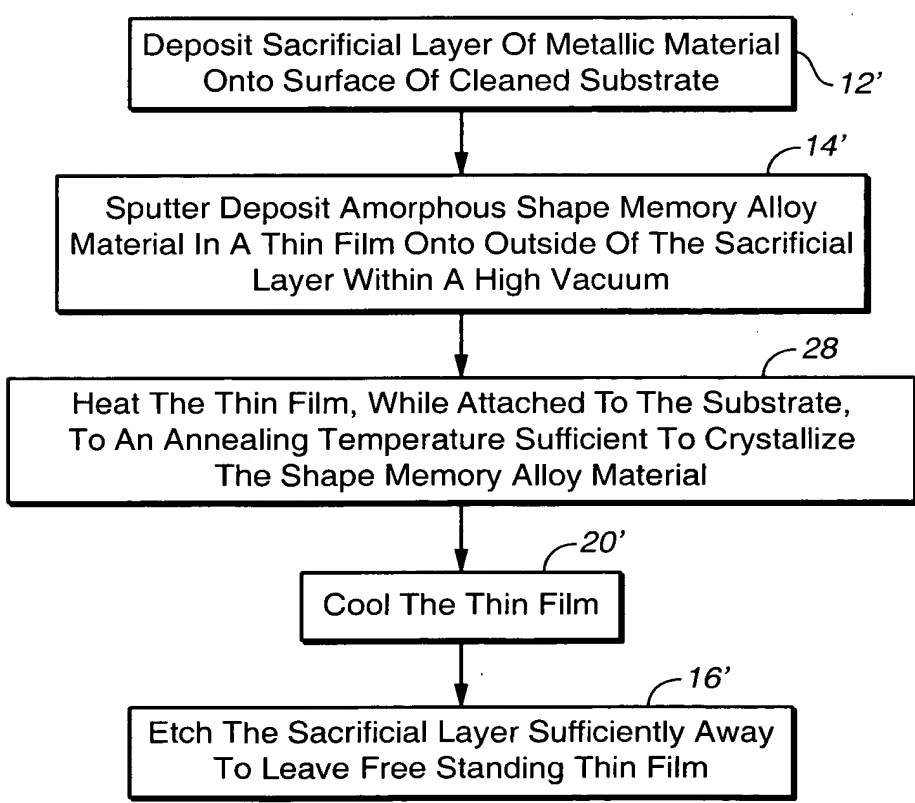 Deposit Sacrificial Layer Of Metallic Material
Onto Surface Of Cleaned Substrate
12’
14’
Sputter Deposit Amorphous Shape Memory Alloy
Material In A Thin Film Onto Outside Of The Sacrificial
Layer Within A High Vacuum
28
Heat The Thin Film, While Attached To The Substrate,
To An Annealing Temperature Sufficient To Crystallize
The Shape Memory Alloy Material
20’
Cool The Thin Film
16’
Etch The Sacrificial Layer Sufficiently Away
To Leave Free Standing Thin Film